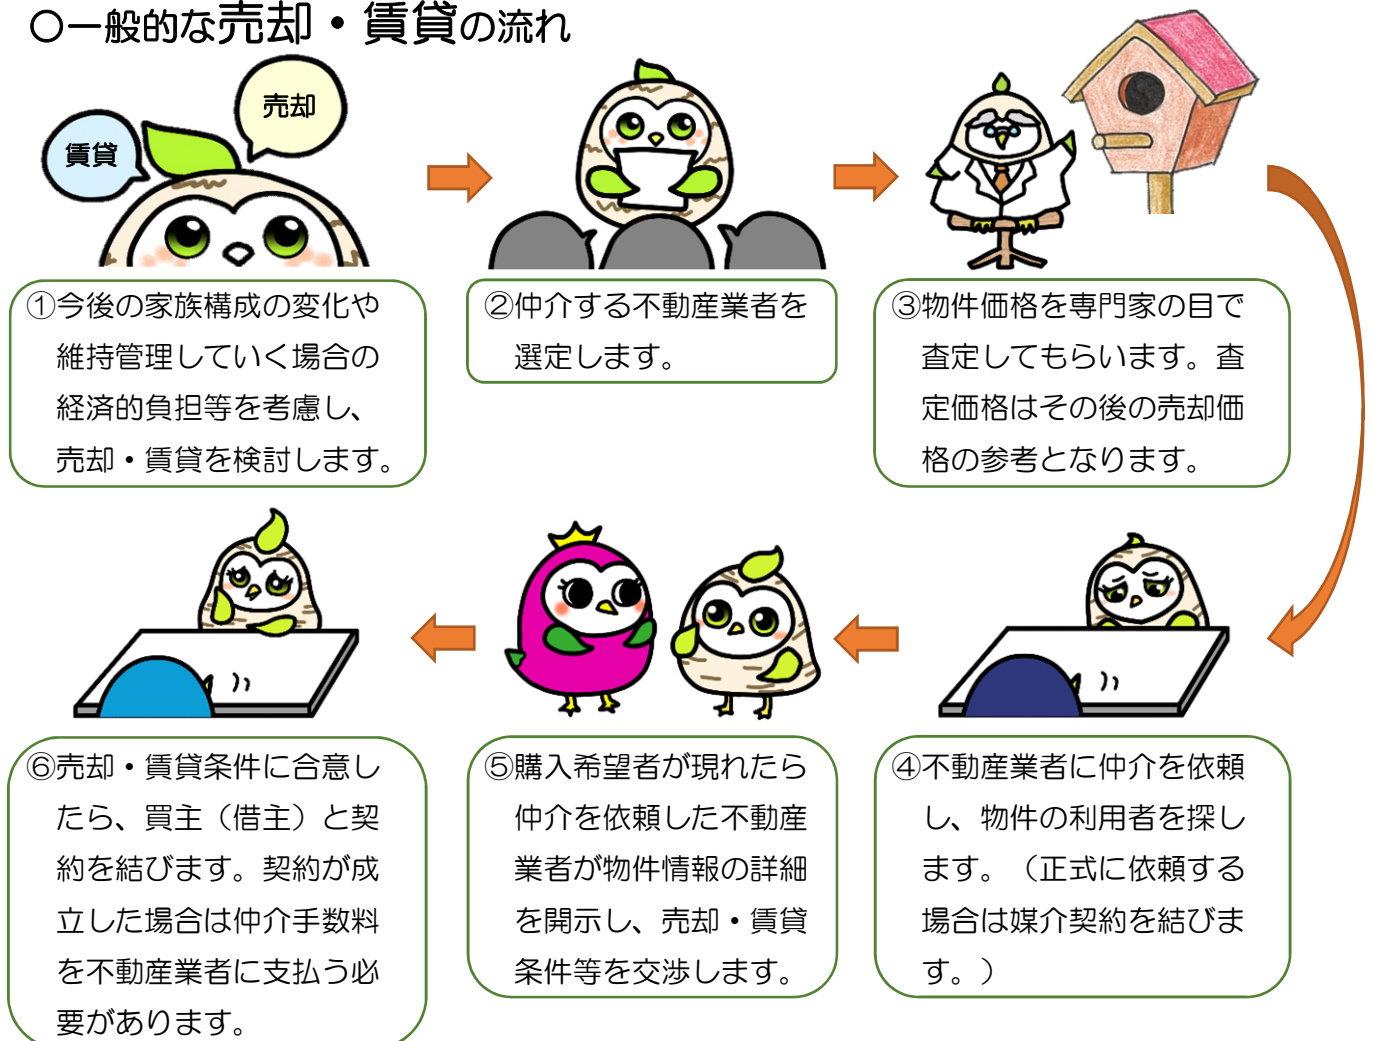 〇一般的な売却・賃貸の流れ
売却
賃貸
①今後の家族構成の変化や
維持管理していく場合の
経済的負担等を考慮し、
売却・賃貸を検討します。
②仲介する不動産業者を
選定します。
③物件価格を専門家の目で
査定してもらいます。査
定価格はその後の売却価
格の参考となります。
④不動産業者に仲介を依頼
し、物件の利用者を探し
ます。（正式に依頼する
場合は媒介契約を結びま
す。）
⑤購入希望者が現れたら
仲介を依頼した不動産
業者が物件情報の詳細
を開示し、売却・賃貸
条件等を交渉します。
⑥売却・賃貸条件に合意し
たら、買主（借主）と契
約を結びます。契約が成
立した場合は仲介手数料
を不動産業者に支払う必
要があります。